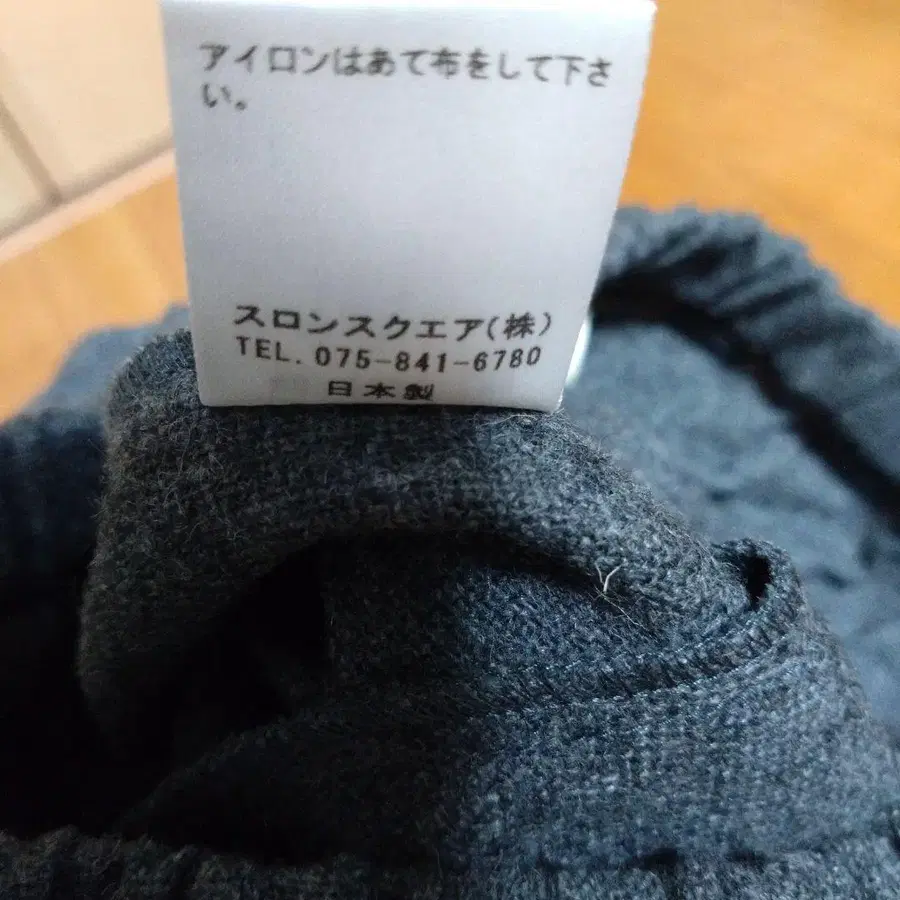 アイロンはあて布をして下さ
い。
スロンスクエア(株)
TEL. 075-841-6780
日本製